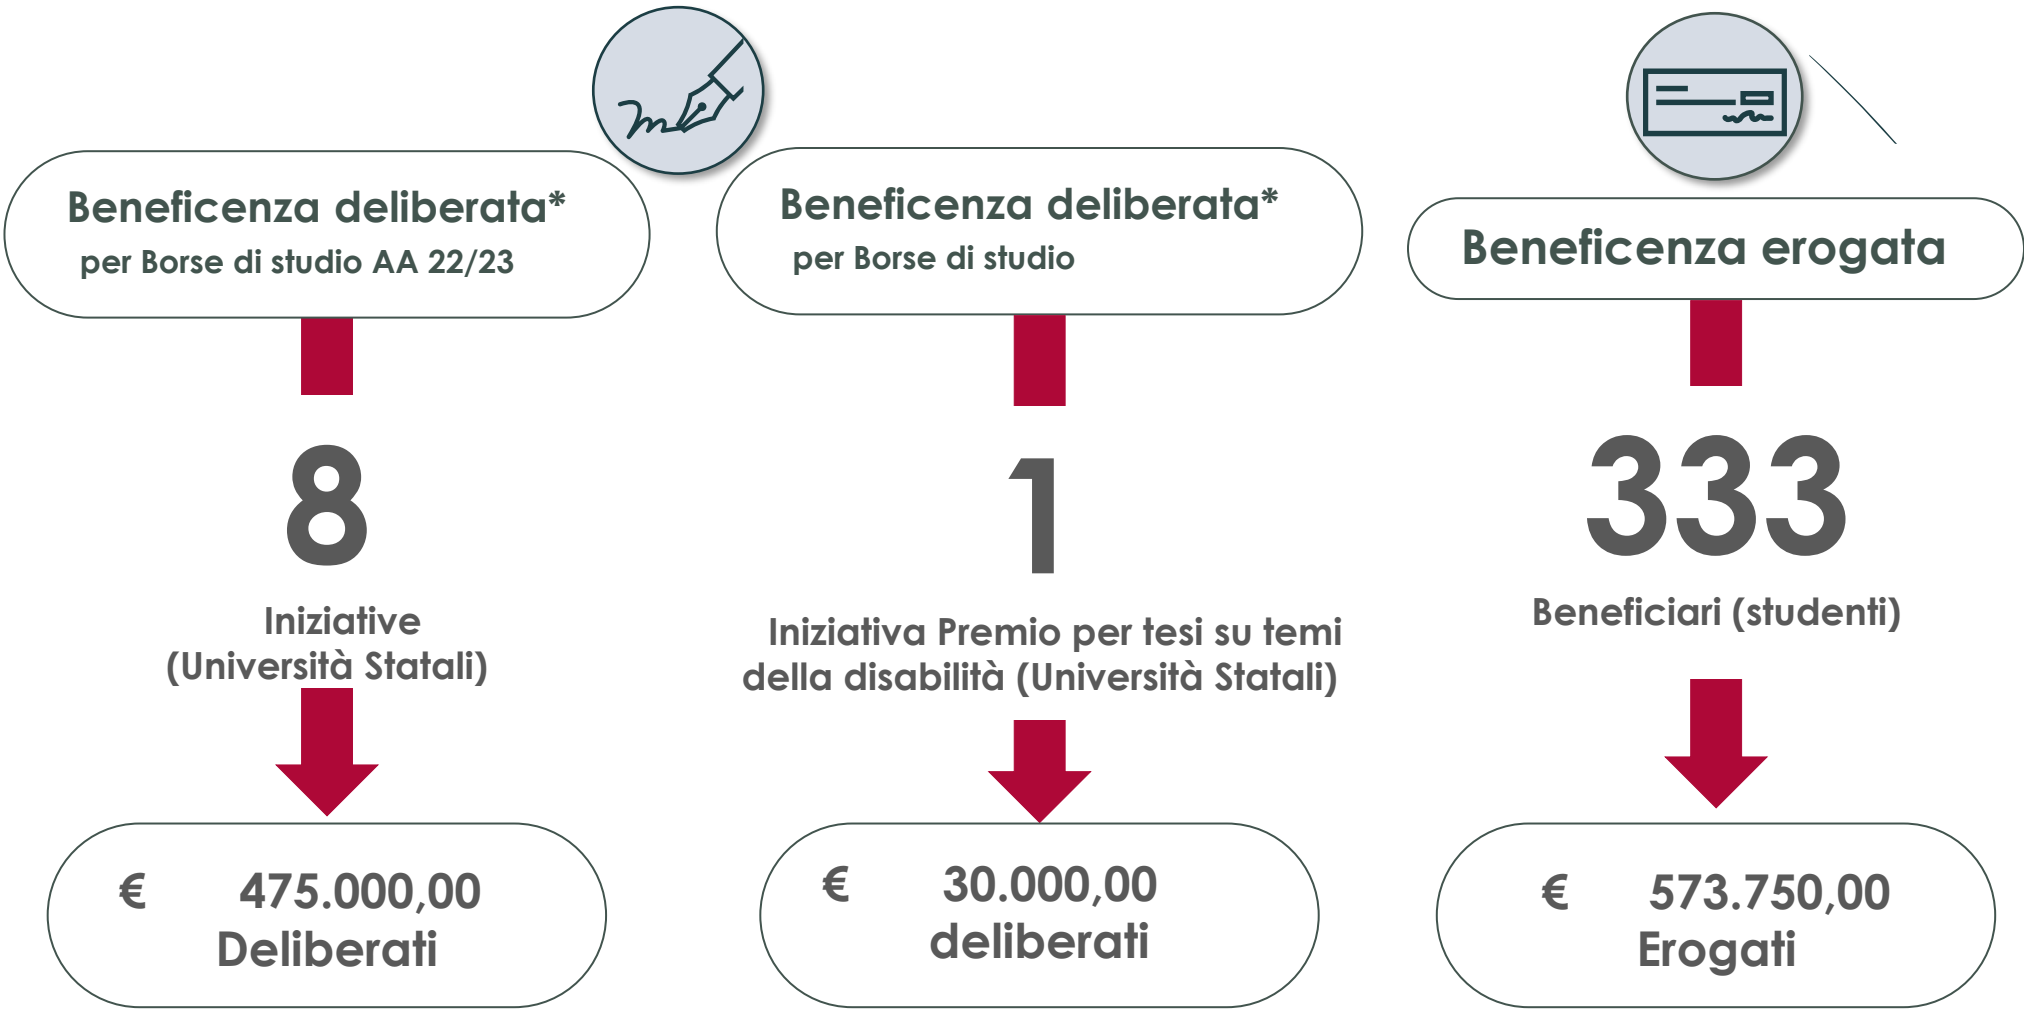 Beneficenza deliberata*
per Borse di studio AA 22/23
8
Iniziative
(Università Statali)
€ 475.000,00
Deliberati
Beneficenza deliberata*
per Borse di studio
1
Iniziativa Premio per tesi su temi
della disabilità (Università Statali)
€ 30.000,00
deliberati
Beneficenza erogata
333
Beneficiari (studenti)
€ 573.750,00
Erogati